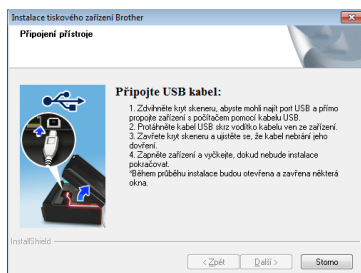 Instalace tiskového zařízení Brother
Připojení přístroje
Připojte USB kabel:
1. Zdvihněte kryt skeneru, abyste mohli najít port USB a přímo
propojte zařízení s počítačem pomocí kabelu USB.
2. Protáhněte kabel USB skrz vodítko kabelu ven ze zařízení.
3. Zavřete kryt skeneru a ujistěte se, že kabel nebrání jeho
dovření.
4. Zapněte zařízení a vyčkejte, dokud nebude instalace
pokračovat.
*Během průběhu instalace budou otevřena a zavřena některá
okna.
InstallShield
< Zpět
Další >
Storno